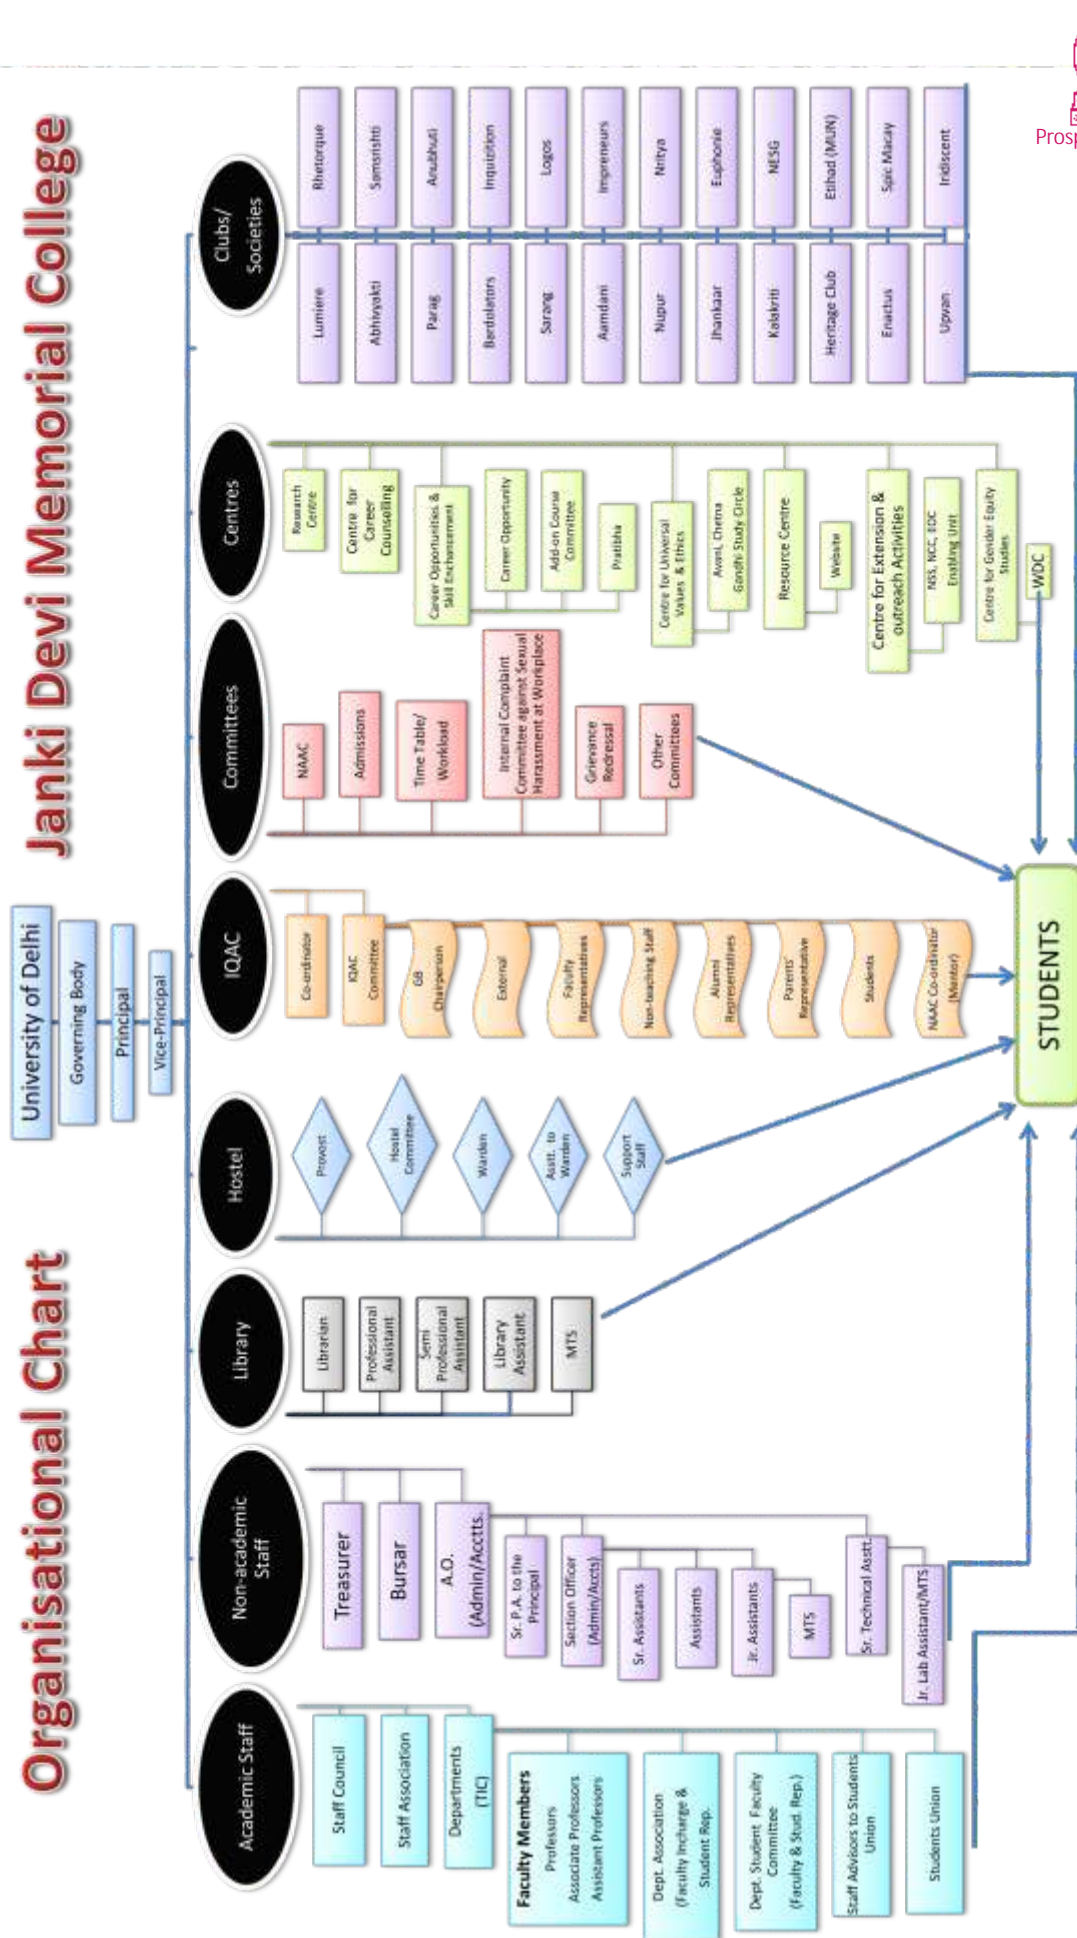 Organisational Chart
Janki Devi Memorial College
University of Delhi
Governing Body
Principal
Vice-Principal
Academic Staff
Staff Council
Staff Association
Departments
(TIC)
Faculty Members
Professors
Associate Professors
Assistant Professors
Dept. Association
(Faculty Incharge &
Student Rep.
Dept. Student Faculty
Committee
(Faculty & Stud. Rep.)
Staff Advisors to Students
Union
Students Union
Non-academic
Staff
Treasurer
Bursar
A.O.
(Admin/Acctts.
Sr. P.A. to the
Principal
Section Officer
(Admin/Accts)
Sr. Assistants
Assistants
Jr. Assistants
MTS
Sr. Technical Asstt.
Jr. Lab Assistant/MTS
Library
Librarian
Professional
Assistant
Semi
Professional
Assistant
Library
Assistant
MTS
Hostel
Provost
Hostel
Committee
Warden
Asstt. to
Warden
Support
Staff
IQAC
Co-ordinator
IQAC
Committee
GB
Chairperson
External
Faculty
Representatives
Non-teaching Staff
Alumni
Representatives
Parents'
Representative
Students
NAAC Co-ordinator
(Mentor)
Committees
NAAC
Admissions
Time Table/
Workload
Internal Complaint
Committee against Sexual
Harassment at Workplace
Grievance
Redressal
Other
Committees
Centres
Research
Centre
Centre for
Career
Counselling
Career Opportunities &
Skill Enchancement
Career Opportunity
Add-on Course
Committee
Pratibha
Centre for Universal
Values & Ethics
Avani, Chetna
Gandhi Study Circle
Resource Centre
Website
Centre for Extension &
outreach Activities
NSS, NCC, EOC
Enabling Unit
Centre for Gender Equity
Studies
WDC
Clubs/
Societies
Lumiere
Rhetorque
Abhivyakti
Samsrishti
Parag
Anubhuti
Bardolators
Inquizition
Sarang
Logos
Aamdani
Impreneurs
Nupur
Nritya
Jhankaar
Euphonie
Kalakriti
NESG
Heritage Club
Etihad (MUN)
Enactus
Spic Macay
Upvan
Iridiscent
STUDENTS
Prosp